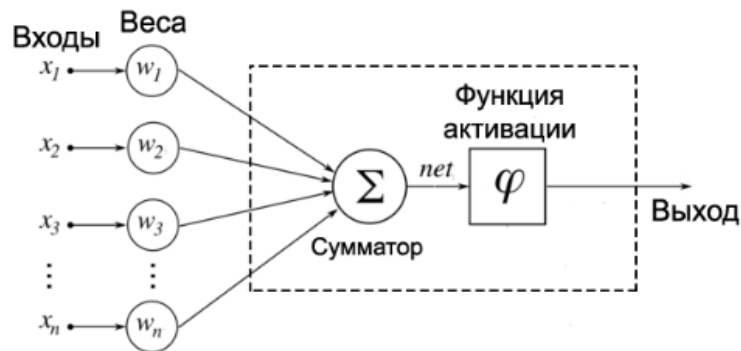 Входы
Веса
x1
w1
x2
w2
x3
w3
⋮
⋮
xn
wn
Σ
Сумматор
net
Функция
активации
φ
Выход